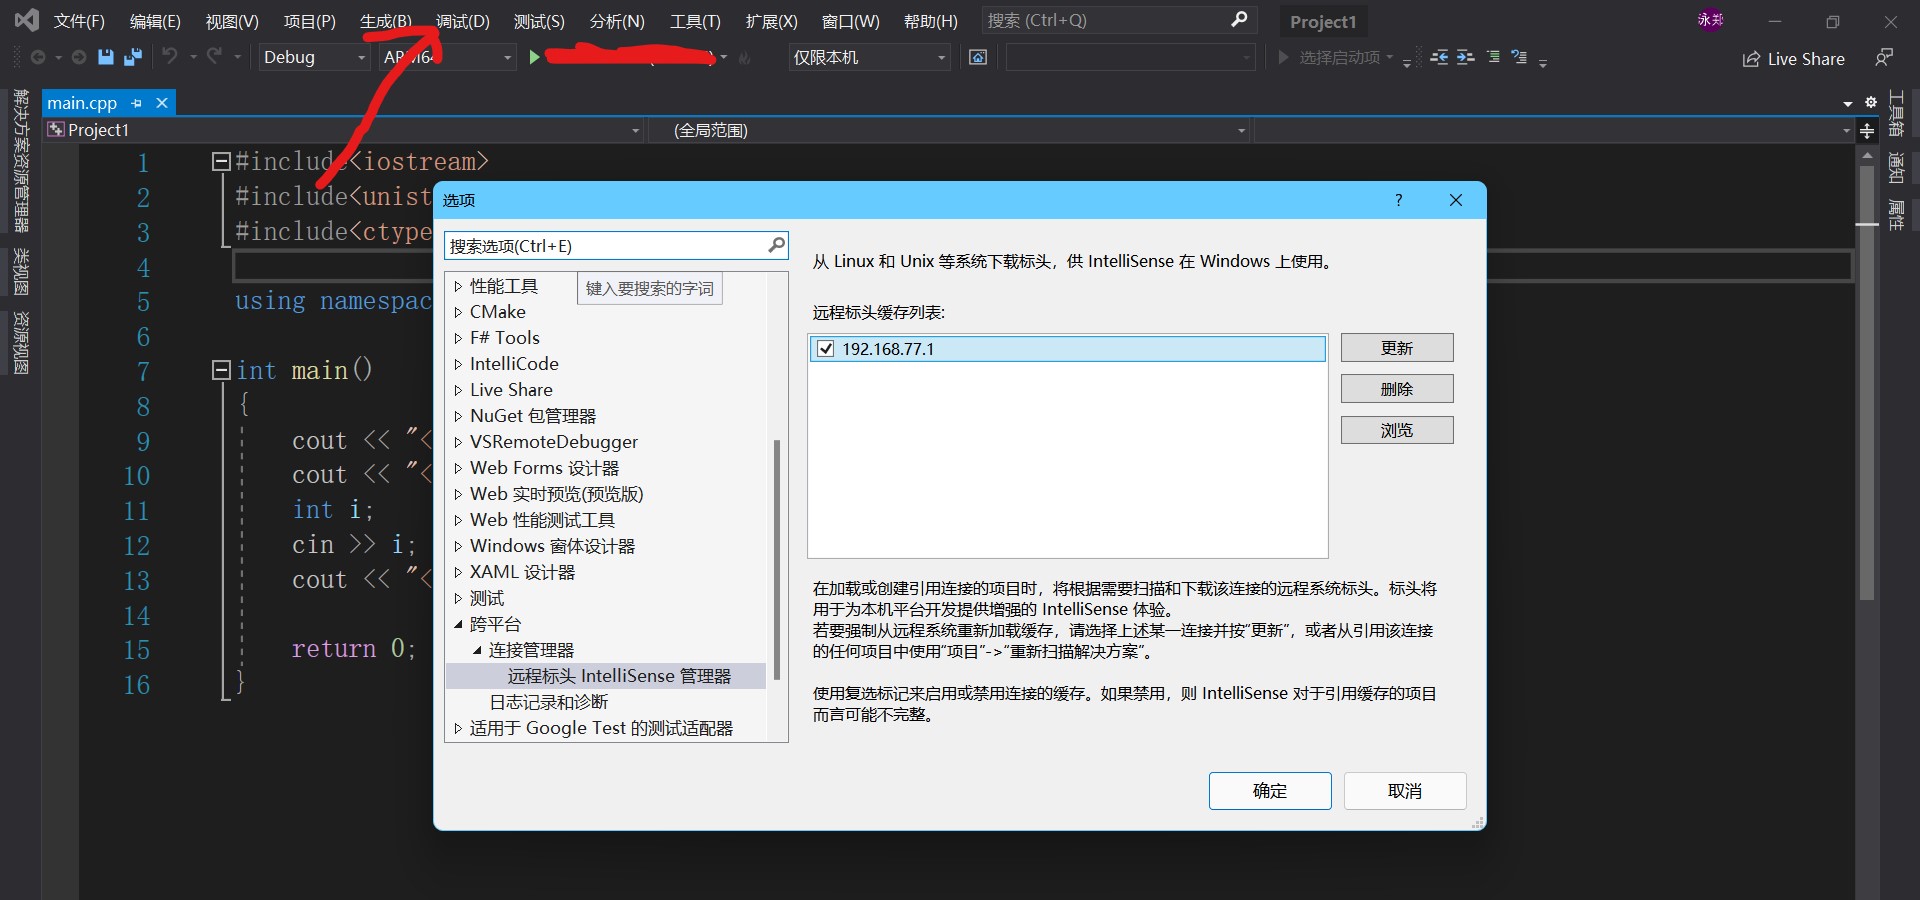 文件(F) 编辑(E) 视图(V) 项目(P) 生成(B) 调试(D) 测试(S) 分析(N) 工具(T) 扩展(X) 窗口(W) 帮助(H) 搜索 (Ctrl+Q) Project1 永郑
Debug ARM64 仅限本机 选择启动项 Live Share
main.cpp
Project1 (全局范围)
解决方案资源管理器
类视图
资源视图
工具箱
通知
属性
1 #include<iostream>
2 #include<unist
3 #include<ctype
4
5 using namespac
6
7 int main()
8 {
9 cout << "<
10 cout << "<
11 int i;
12 cin >> i;
13 cout << "<
14
15 return 0;
16 }
选项 ?
搜索选项(Ctrl+E)
键入要搜索的字词
性能工具
CMake
F# Tools
IntelliCode
Live Share
NuGet 包管理器
VSRemoteDebugger
Web Forms 设计器
Web 实时预览(预览版)
Web 性能测试工具
Windows 窗体设计器
XAML 设计器
测试
跨平台
连接管理器
远程标头 IntelliSense 管理器
日志记录和诊断
适用于 Google Test 的测试适配器
从 Linux 和 Unix 等系统下载标头，供 IntelliSense 在 Windows 上使用。
远程标头缓存列表:
192.168.77.1
更新
删除
浏览
在加载或创建引用连接的项目时，将根据需要扫描和下载该连接的远程系统标头。标头将
用于为本机平台开发提供增强的 IntelliSense 体验。
若要强制从远程系统重新加载缓存，请选择上述某一连接并按“更新”，或者从引用该连接
的任何项目中使用“项目”->“重新扫描解决方案”。
使用复选标记来启用或禁用连接的缓存。如果禁用，则 IntelliSense 对于引用缓存的项目
而言可能不完整。
确定 取消